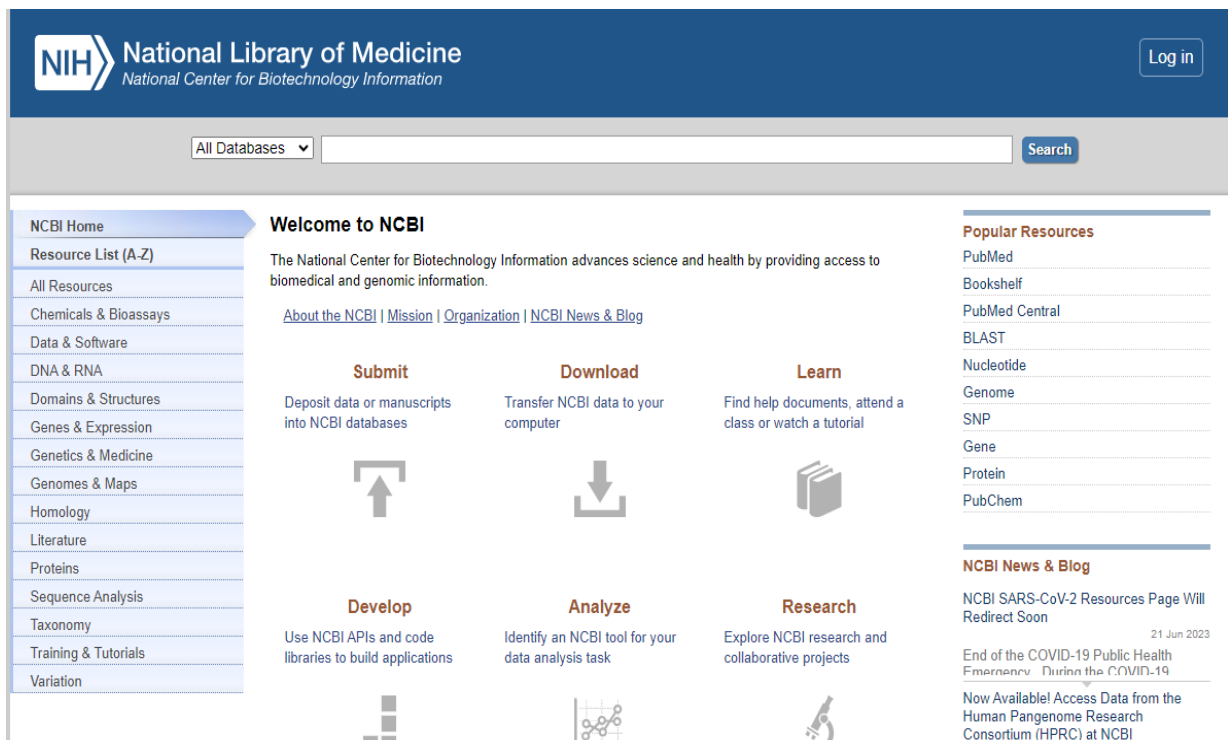 NIH
National Library of Medicine
National Center for Biotechnology Information
Log in
All Databases
Search
NCBI Home
Resource List (A-Z)
All Resources
Chemicals & Bioassays
Data & Software
DNA & RNA
Domains & Structures
Genes & Expression
Genetics & Medicine
Genomes & Maps
Homology
Literature
Proteins
Sequence Analysis
Taxonomy
Training & Tutorials
Variation
Welcome to NCBI
The National Center for Biotechnology Information advances science and health by providing access to
biomedical and genomic information.
About the NCBI | Mission | Organization | NCBI News & Blog
Submit
Deposit data or manuscripts
into NCBI databases
Download
Transfer NCBI data to your
computer
Learn
Find help documents, attend a
class or watch a tutorial
Develop
Use NCBI APIs and code
libraries to build applications
Analyze
Identify an NCBI tool for your
data analysis task
Research
Explore NCBI research and
collaborative projects
Popular Resources
PubMed
Bookshelf
PubMed Central
BLAST
Nucleotide
Genome
SNP
Gene
Protein
PubChem
NCBI News & Blog
NCBI SARS-CoV-2 Resources Page Will
Redirect Soon
21 Jun 2023
End of the COVID-19 Public Health
Emergency During the COVID-19
Now Available! Access Data from the
Human Pangenome Research
Consortium (HPRC) at NCBI